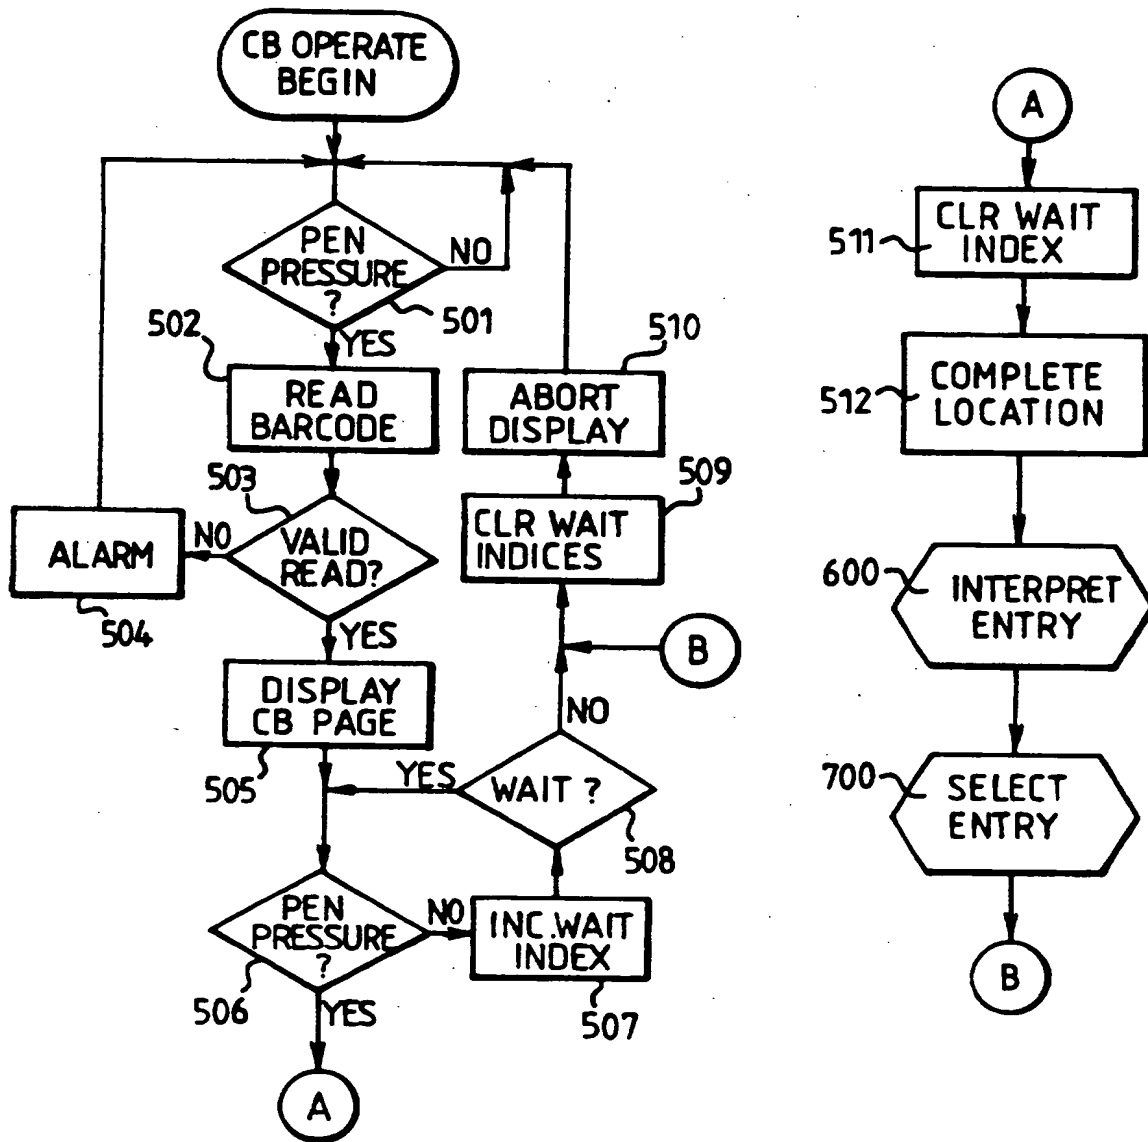 CB OPERATE
BEGIN
PEN
PRESSURE
?
NO
501
YES
502
READ
BARCODE
503
VALID
READ?
NO
ALARM
504
YES
DISPLAY
CB PAGE
505
PEN
PRESSURE
?
506
NO
YES
A
INC.WAIT
INDEX
507
WAIT ?
508
YES
NO
B
CLR WAIT
INDICES
509
510
ABORT
DISPLAY
A
511
CLR WAIT
INDEX
512
COMPLETE
LOCATION
600
INTERPRET
ENTRY
700
SELECT
ENTRY
B